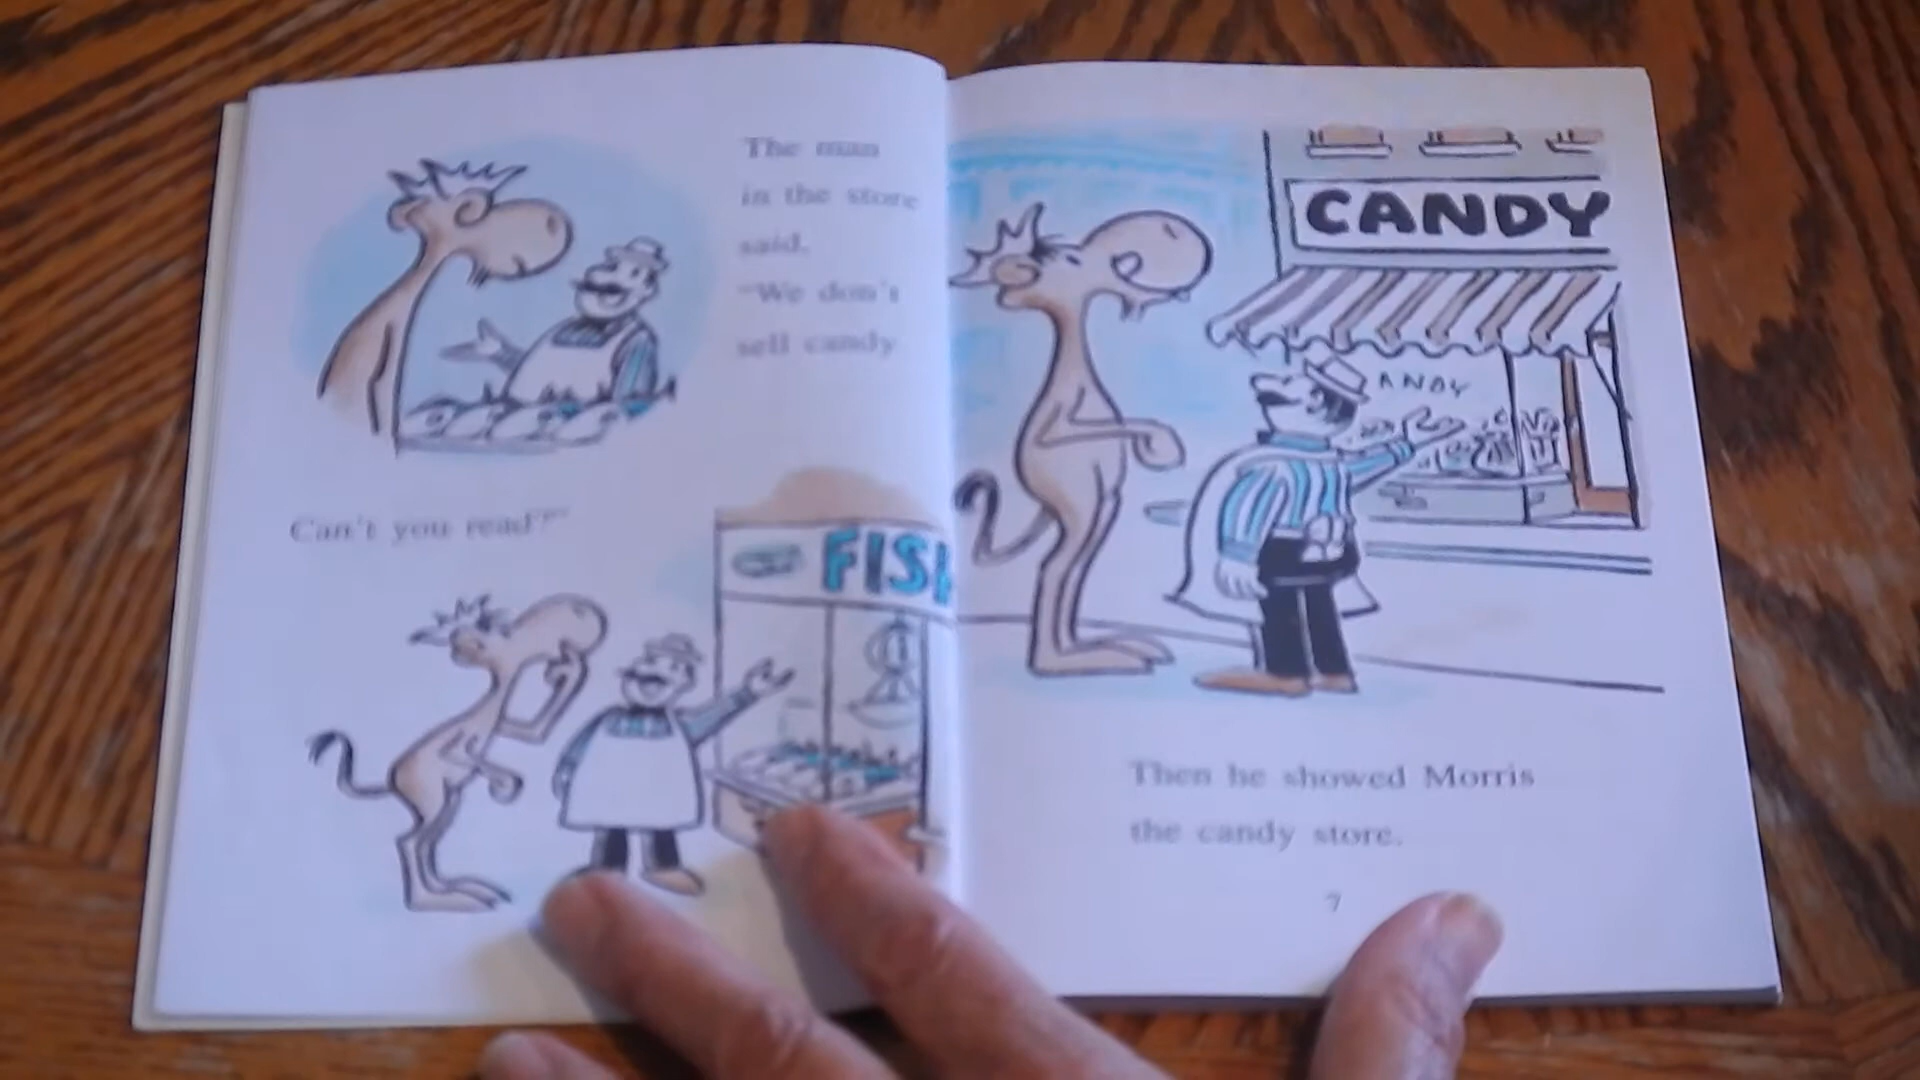 The man
in the store
said,
"We don't
sell candy
Can't you read?"
FISH
CANDY
ANDY
Then he showed Morris
the candy store.
7